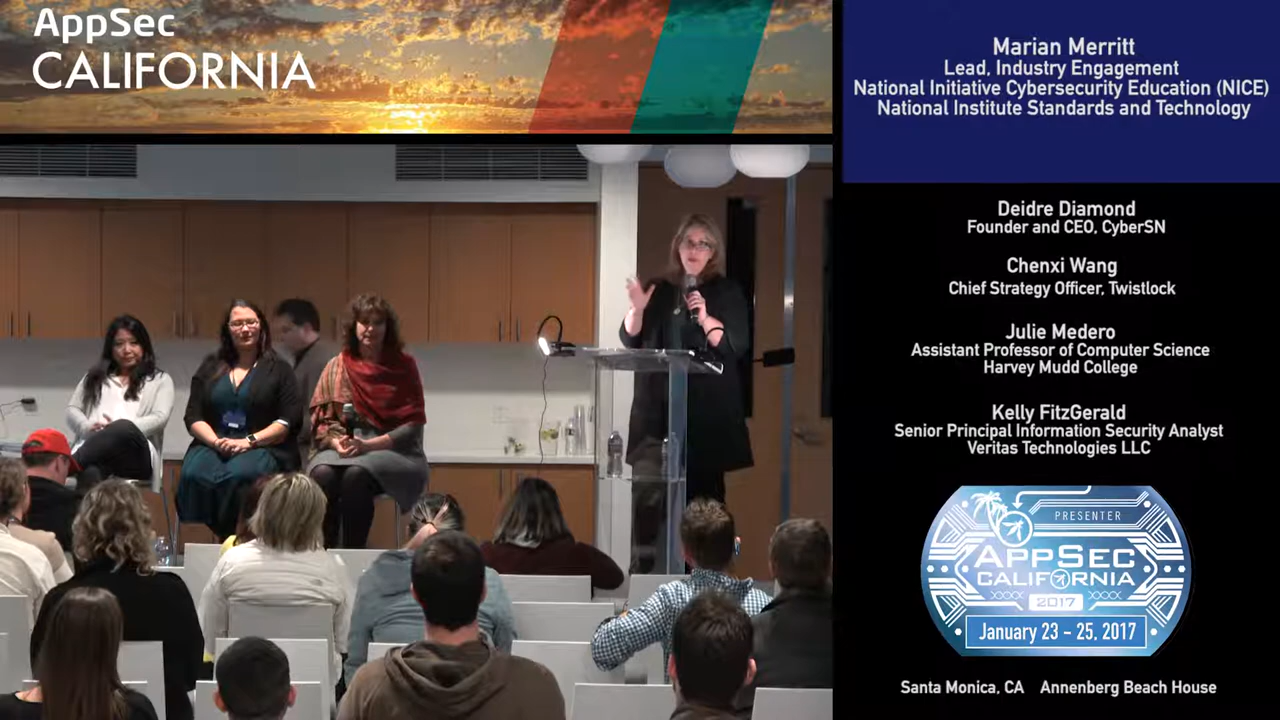 AppSec
CALIFORNIA
Marian Merritt
Lead, Industry Engagement
National Initiative Cybersecurity Education (NICE)
National Institute Standards and Technology
Deidre Diamond
Founder and CEO, CyberSN
Chenxi Wang
Chief Strategy Officer, Twistlock
Julie Medero
Assistant Professor of Computer Science
Harvey Mudd College
Kelly FitzGerald
Senior Principal Information Security Analyst
Veritas Technologies LLC
PRESENTER
APPSEC
CALIFORNIA
2017
January 23 - 25, 2017
Santa Monica, CA Annenberg Beach House